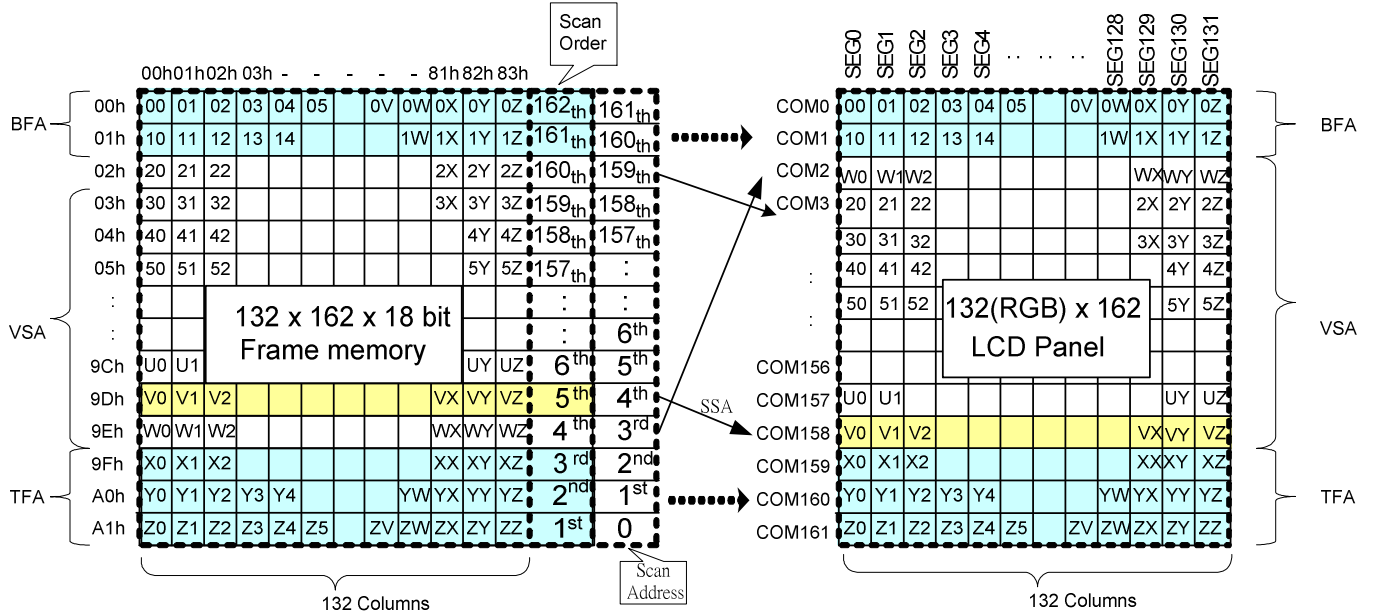 Scan
Order
00h 01h 02h 03h - - - - - 81h 82h 83h
SEG0 SEG1 SEG2 SEG3 SEG4 .. .. .. SEG128 SEG129 SEG130 SEG131
00h 00 01 02 03 04 05 0V 0W 0X 0Y 0Z 162th 161th
BFA
01h 10 11 12 13 14 1W 1X 1Y 1Z 161th 160th
02h 20 21 22 2X 2Y 2Z 160th 159th
03h 30 31 32 3X 3Y 3Z 159th 158th
04h 40 41 42 4Y 4Z 158th 157th
05h 50 51 52 5Y 5Z 157th :
: : :
VSA
: : 6th
132 x 162 x 18 bit
Frame memory
9Ch U0 U1 UY UZ 6th 5th
9Dh V0 V1 V2 VX VY VZ 5th 4th
9Eh W0 W1 W2 WX WY WZ 4th 3rd
9Fh X0 X1 X2 XX XY XZ 3rd 2nd
TFA
A0h Y0 Y1 Y2 Y3 Y4 YW YX YY YZ 2nd 1st
A1h Z0 Z1 Z2 Z3 Z4 Z5 ZV ZW ZX ZY ZZ 1st 0
Scan
Address
132 Columns
SSA
COM0 00 01 02 03 04 05 0V 0W 0X 0Y 0Z
BFA
COM1 10 11 12 13 14 1W 1X 1Y 1Z
COM2 W0 W1 W2 WX WY WZ
COM3 20 21 22 2X 2Y 2Z
30 31 32 3X 3Y 3Z
: 40 41 42 4Y 4Z
: 50 51 52 5Y 5Z
132(RGB) x 162
LCD Panel
VSA
COM156
COM157 U0 U1 UY UZ
COM158 V0 V1 V2 VX VY VZ
COM159 X0 X1 X2 XX XY XZ
COM160 Y0 Y1 Y2 Y3 Y4 YW YX YY YZ
TFA
COM161 Z0 Z1 Z2 Z3 Z4 Z5 ZV ZW ZX ZY ZZ
132 Columns